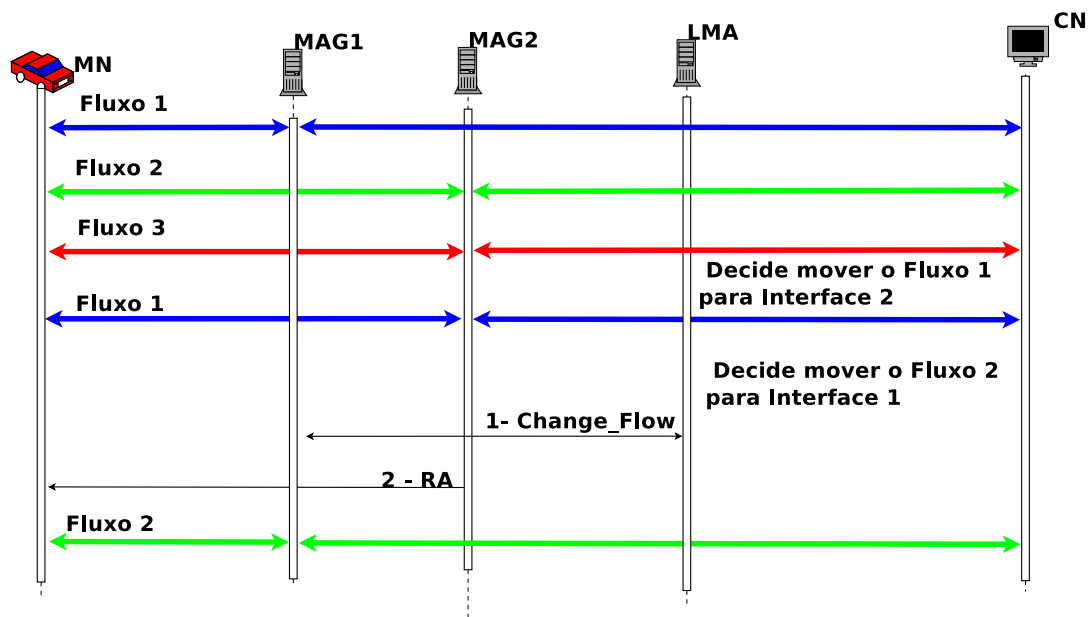 CN
LMA
MAG1
MAG2
MN
Fluxo 1
Fluxo 2
Fluxo 3
Decide mover o Fluxo 1
para Interface 2
Fluxo 1
Decide mover o Fluxo 2
para Interface 1
1- Change_Flow
2 - RA
Fluxo 2